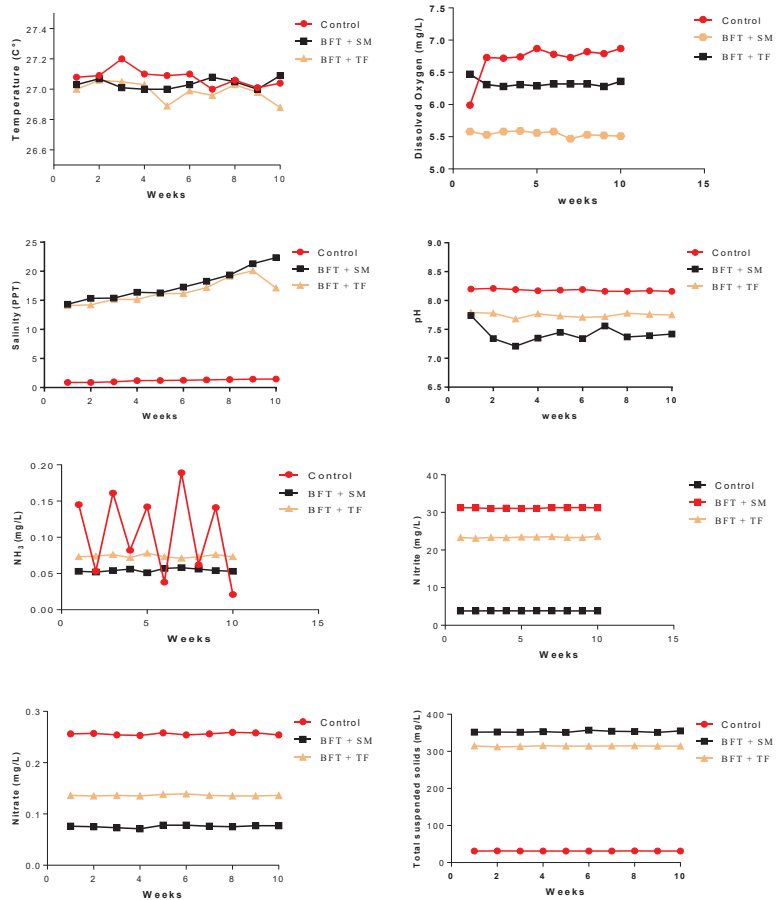 27.4
27.2
27.0
26.8
26.6
0 2 4 6 8 10
Weeks
Temperature (C°)
Control
BFT + SM
BFT + TF
7.5
7.0
6.5
6.0
5.5
5.0
0 5 10 15
weeks
Dissolved Oxygen (mg/L)
Control
BFT + SM
BFT + TF
25
20
15
10
5
0
0 2 4 6 8 10
Weeks
Salinity (PPT)
Control
BFT + SM
BFT + TF
9.0
8.5
8.0
7.5
7.0
6.5
0 2 4 6 8 10
weeks
pH
Control
BFT + SM
BFT + TF
0.20
0.15
0.10
0.05
0.00
0 5 10 15
Weeks
NH3 (mg/L)
Control
BFT + SM
BFT + TF
40
30
20
10
0
0 5 10 15
Weeks
Nitrite (mg/L)
Control
BFT + SM
BFT + TF
0.3
0.2
0.1
0.0
0 2 4 6 8 10
Weeks
Nitrate (mg/L)
Control
BFT + SM
BFT + TF
400
300
200
100
0
0 2 4 6 8 10
Weeks
Total suspended solids (mg/L)
Control
BFT + SM
BFT + TF